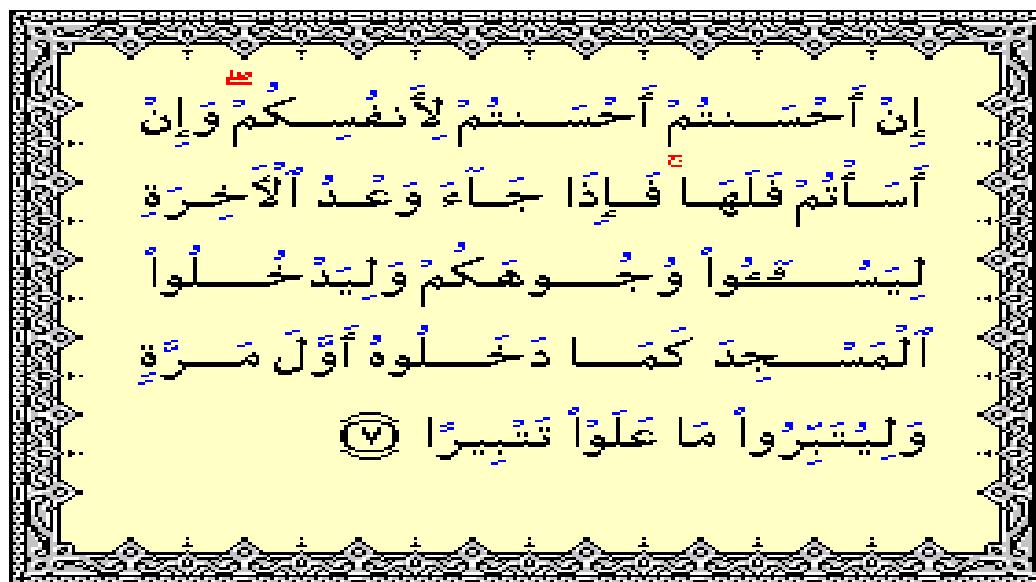 إِنْ أَحْسَنتُمْ أَحْسَنتُمْ لِأَنفُسِكُمْ ۖ وَإِنْ
أَسَأْتُمْ فَلَهَا ۚ فَإِذَا جَآءَ وَعْدُ ٱلْأَخِرَةِ
لِيَسُـۥٓـُٔوا۟ وُجُوهَكُمْ وَلِيَدْخُلُوا۟
ٱلْمَسْجِدَ كَمَا دَخَلُوهُ أَوَّلَ مَرَّةٍ
وَلِيُتَبِّرُوا۟ مَا عَلَوْا۟ تَتْبِيرًا ٧